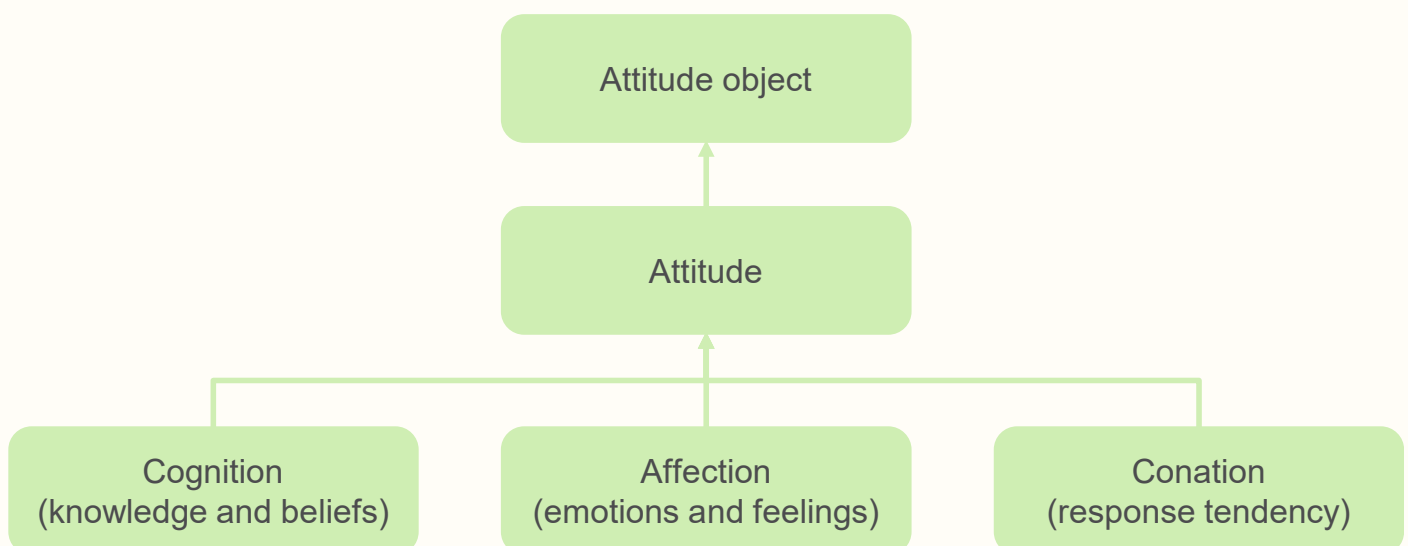 Attitude object
Attitude
Cognition
(knowledge and beliefs)
Affection
(emotions and feelings)
Conation
(response tendency)